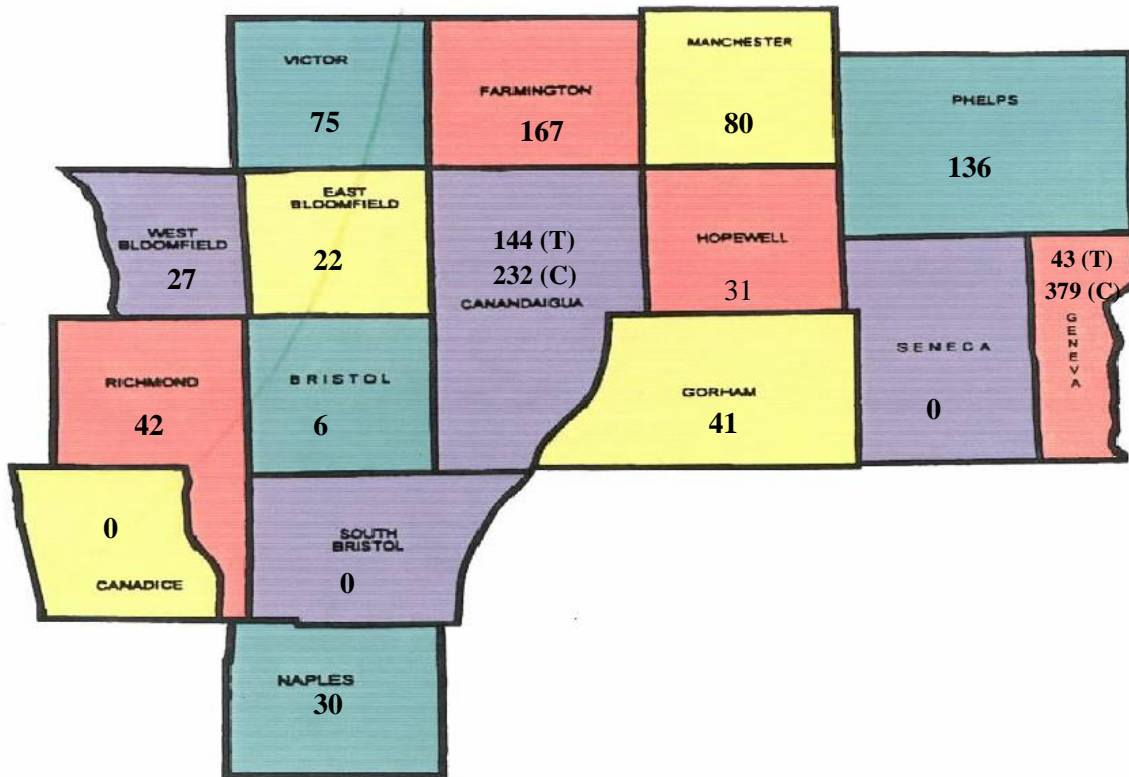 VICTOR
75
FARMINGTON
167
MANCHESTER
80
PHELPS
136
WEST
BLOOMFIELD
27
EAST
BLOOMFIELD
22
144 (T)
232 (C)
CANANDAIGUA
HOPEWELL
31
43 (T)
379 (C)
GENEVA
SENECA
0
RICHMOND
42
BRISTOL
6
GORHAM
41
0
CANADICE
SOUTH
BRISTOL
0
NAPLES
30